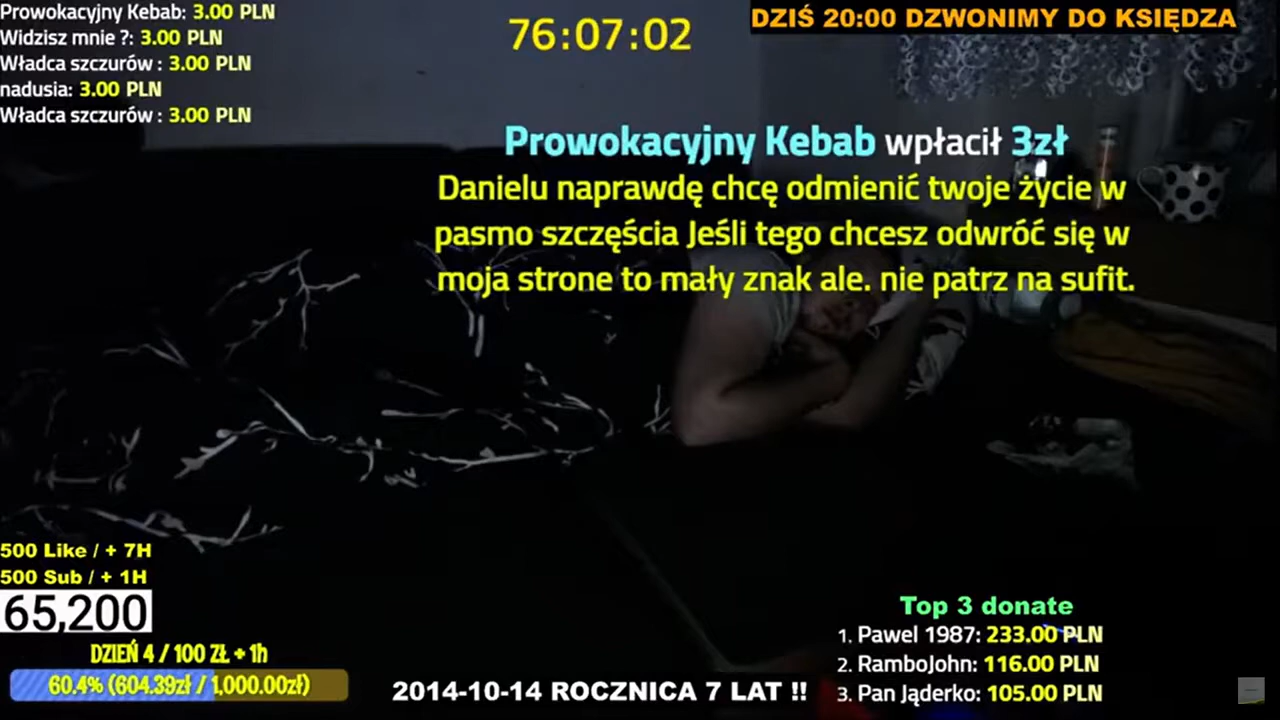 Prowokacyjny Kebab: 3.00 PLN
Widzisz mnie ?: 3.00 PLN
Władca szczurów : 3.00 PLN
nadusia: 3.00 PLN
Władca szczurów : 3.00 PLN
76:07:02
DZIŚ 20:00 DZWONIMY DO KSIĘDZA
Prowokacyjny Kebab wpłacił 3zł
Danielu naprawdę chcę odmienić twoje życie w
pasmo szczęścia Jeśli tego chcesz odwróć się w
moja strone to mały znak ale. nie patrz na sufit.
500 Like / + 7H
500 Sub / + 1H
65,200
DZIEŃ 4 / 100 ZŁ + 1h
60.4% (604.39zł / 1,000.00zł)
2014-10-14 ROCZNICA 7 LAT !!
Top 3 donate
1. Pawel 1987: 233.00 PLN
2. RamboJohn: 116.00 PLN
3. Pan Jąderko: 105.00 PLN